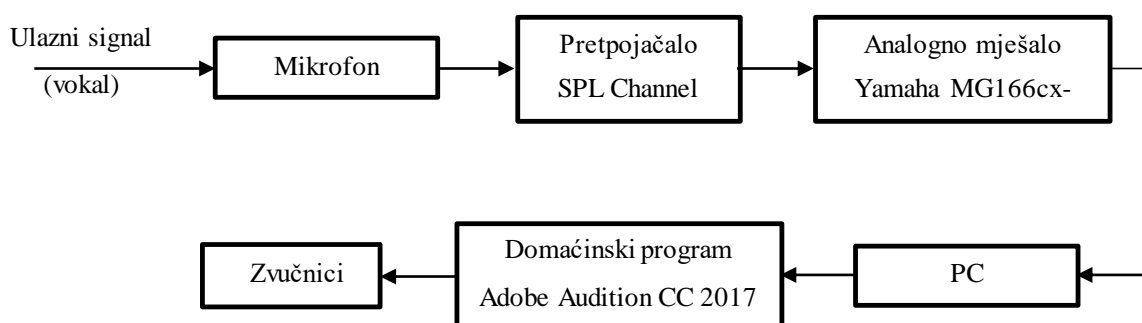 Ulazni signal
(vokal)
Mikrofon
Pretpojačalo
SPL Channel
Analogno mješalo
Yamaha MG166cx-
Zvučnici
Domaćinski program
Adobe Audition CC 2017
PC